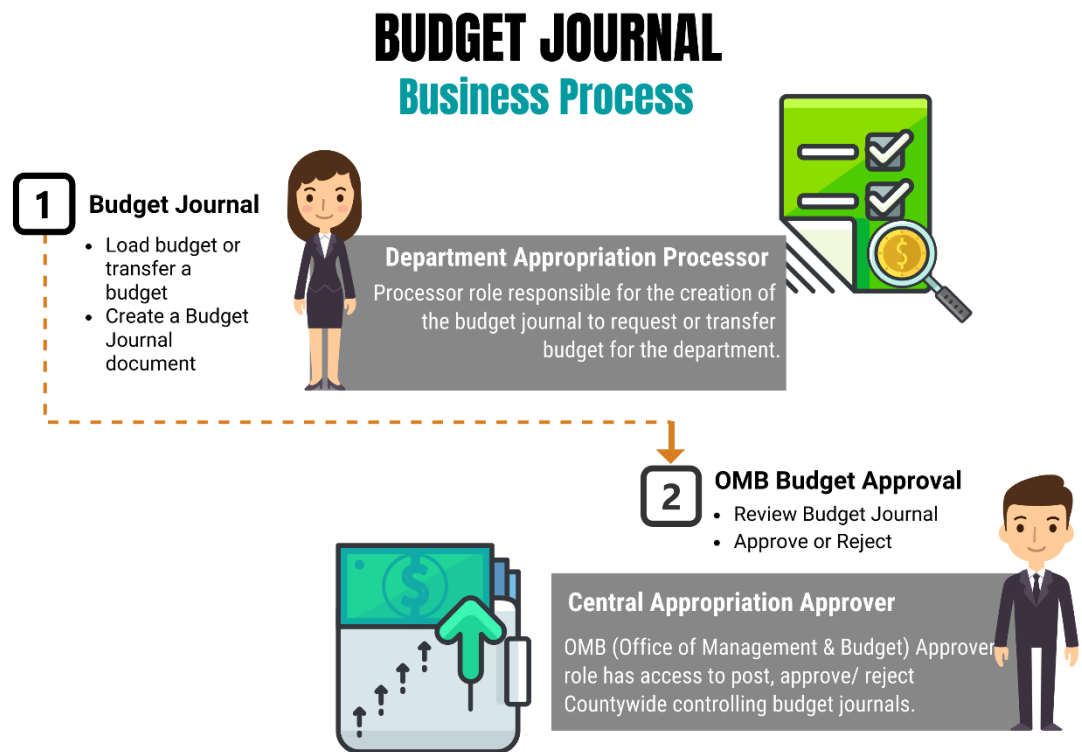 BUDGET JOURNAL
Business Process
1
Budget Journal
• Load budget or
transfer a
budget
• Create a Budget
Journal
document
Department Appropriation Processor
Processor role responsible for the creation of
the budget journal to request or transfer
budget for the department.
2
OMB Budget Approval
• Review Budget Journal
• Approve or Reject
Central Appropriation Approver
OMB (Office of Management & Budget) Approver
role has access to post, approve/ reject
Countywide controlling budget journals.